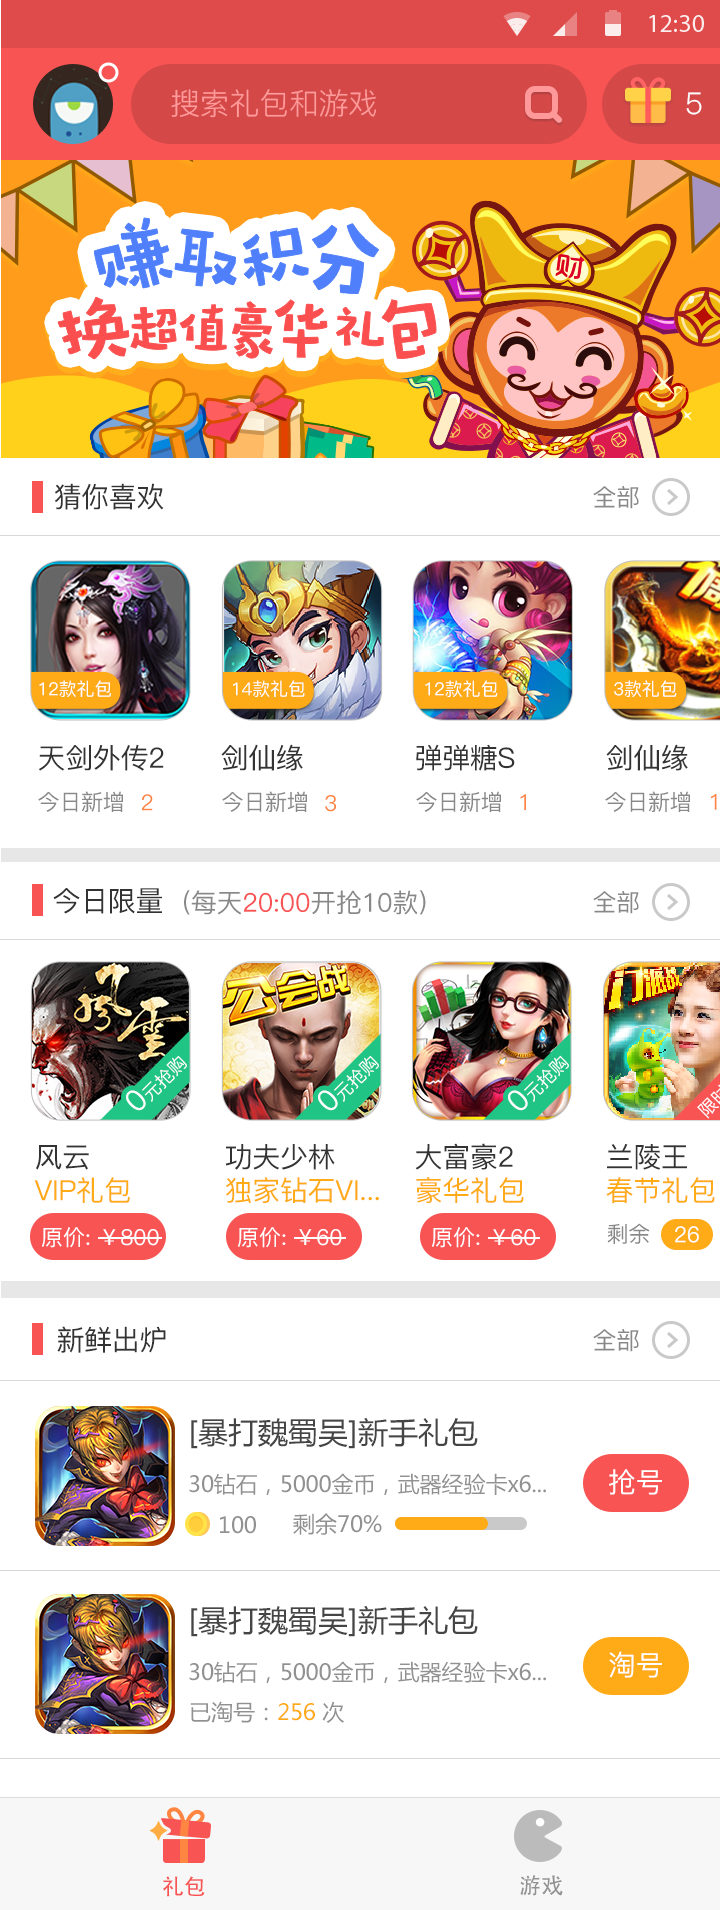 12:30
搜索礼包和游戏
5
赚取积分
换超值豪华礼包
财
猜你喜欢 全部
12款礼包 14款礼包 12款礼包 3款礼包
天剑外传2 剑仙缘 弹弹糖S 剑仙缘
今日新增 2 今日新增 3 今日新增 1 今日新增 1
今日限量 (每天20:00开抢10款) 全部
风云 公会战 门派战
0元抢购 0元抢购 0元抢购 限时
风云 功夫少林 大富豪2 兰陵王
VIP礼包 独家钻石VI... 豪华礼包 春节礼包
原价: ￥800 原价: ￥60 原价: ￥60 剩余 26
新鲜出炉 全部
[暴打魏蜀吴]新手礼包
30钻石，5000金币，武器经验卡x6...
抢号
100 剩余70%
[暴打魏蜀吴]新手礼包
30钻石，5000金币，武器经验卡x6...
淘号
已淘号：256 次
礼包 游戏